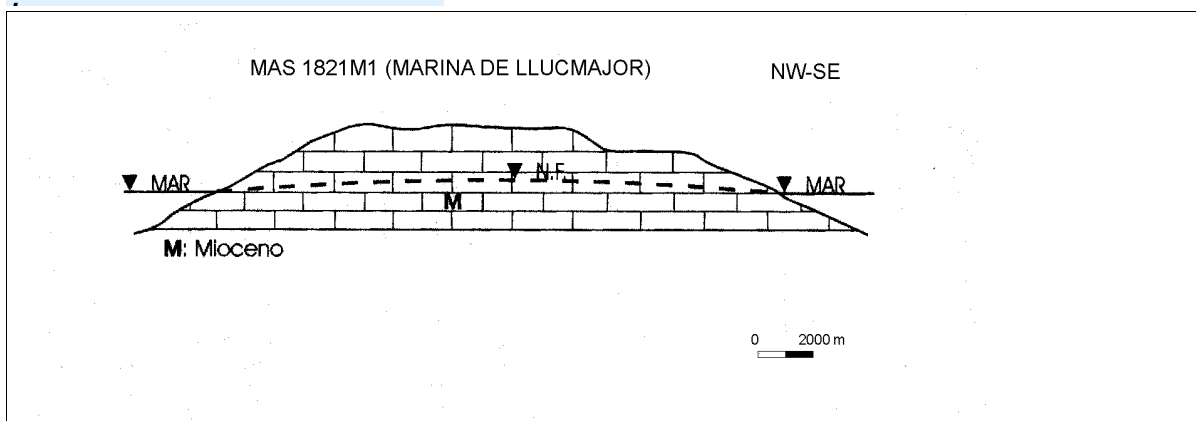 MAS 1821M1 (MARINA DE LLUCMAJOR)
NW-SE
MAR
N.F.
MAR
M
M: Mioceno
0 2000 m